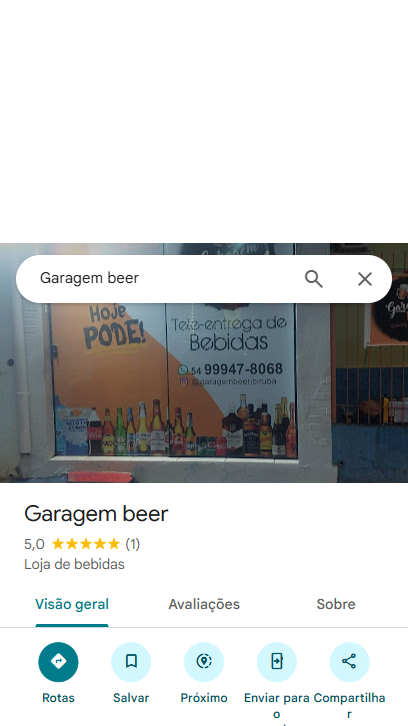 Garagem beer
HOJE
PODE!
Tele-entrega de
Bebidas
54 99947-8068
@garagembeeribiruba
Garagem beer
5,0 (1)
Loja de bebidas
Visão geral Avaliações Sobre
Rotas Salvar Próximo Enviar para o Compartilhar